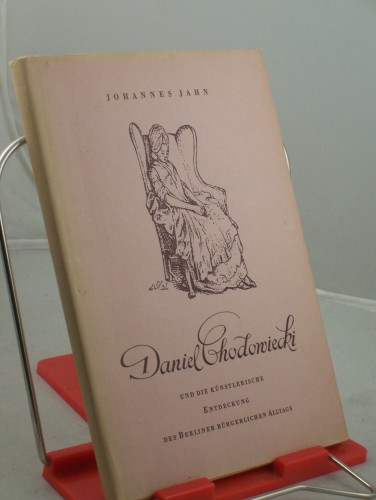 JOHANNES JAHN
Daniel Chodowiecki
UND DIE KÜNSTLERISCHE
ENTDECKUNG
DES BERLINER BÜRGERLICHEN ALLTAGS